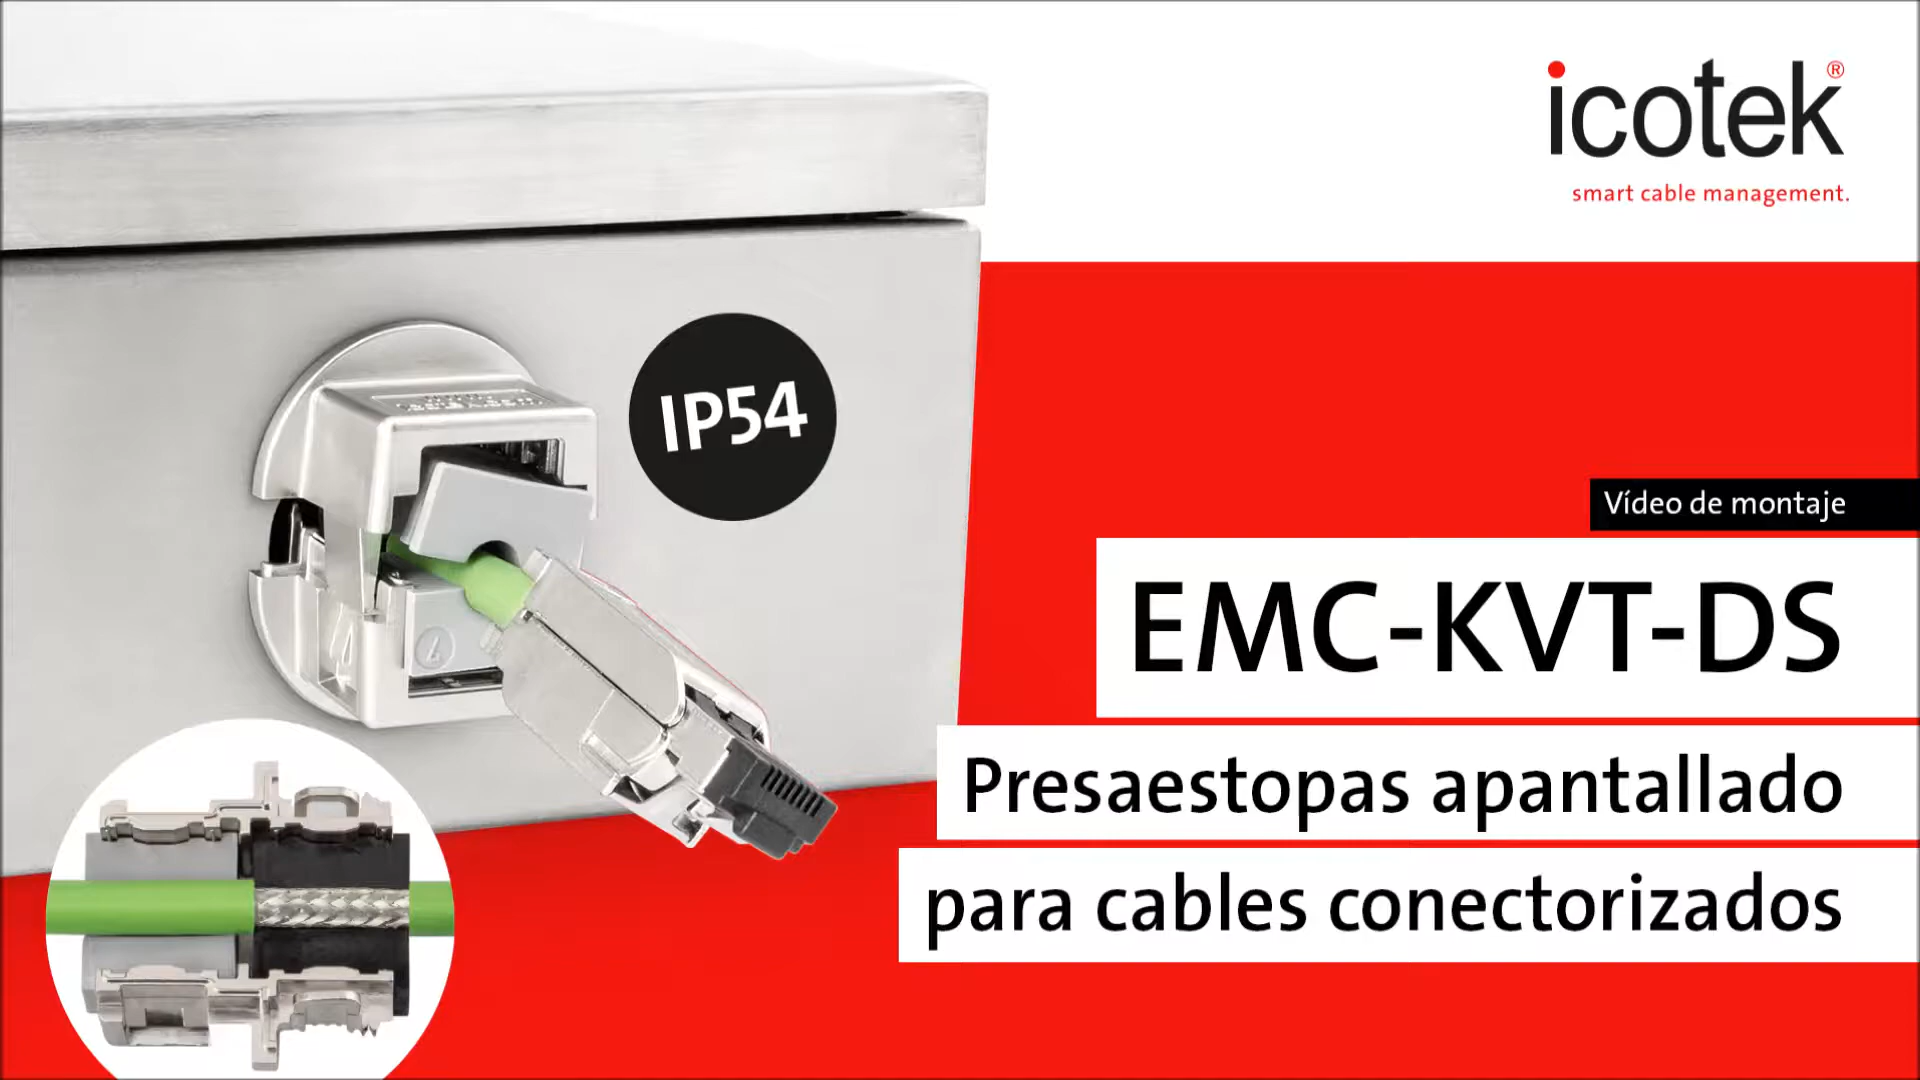 icotek®
smart cable management.
IP54
Vídeo de montaje
EMC-KVT-DS
Presaestopas apantallado
para cables conectorizados